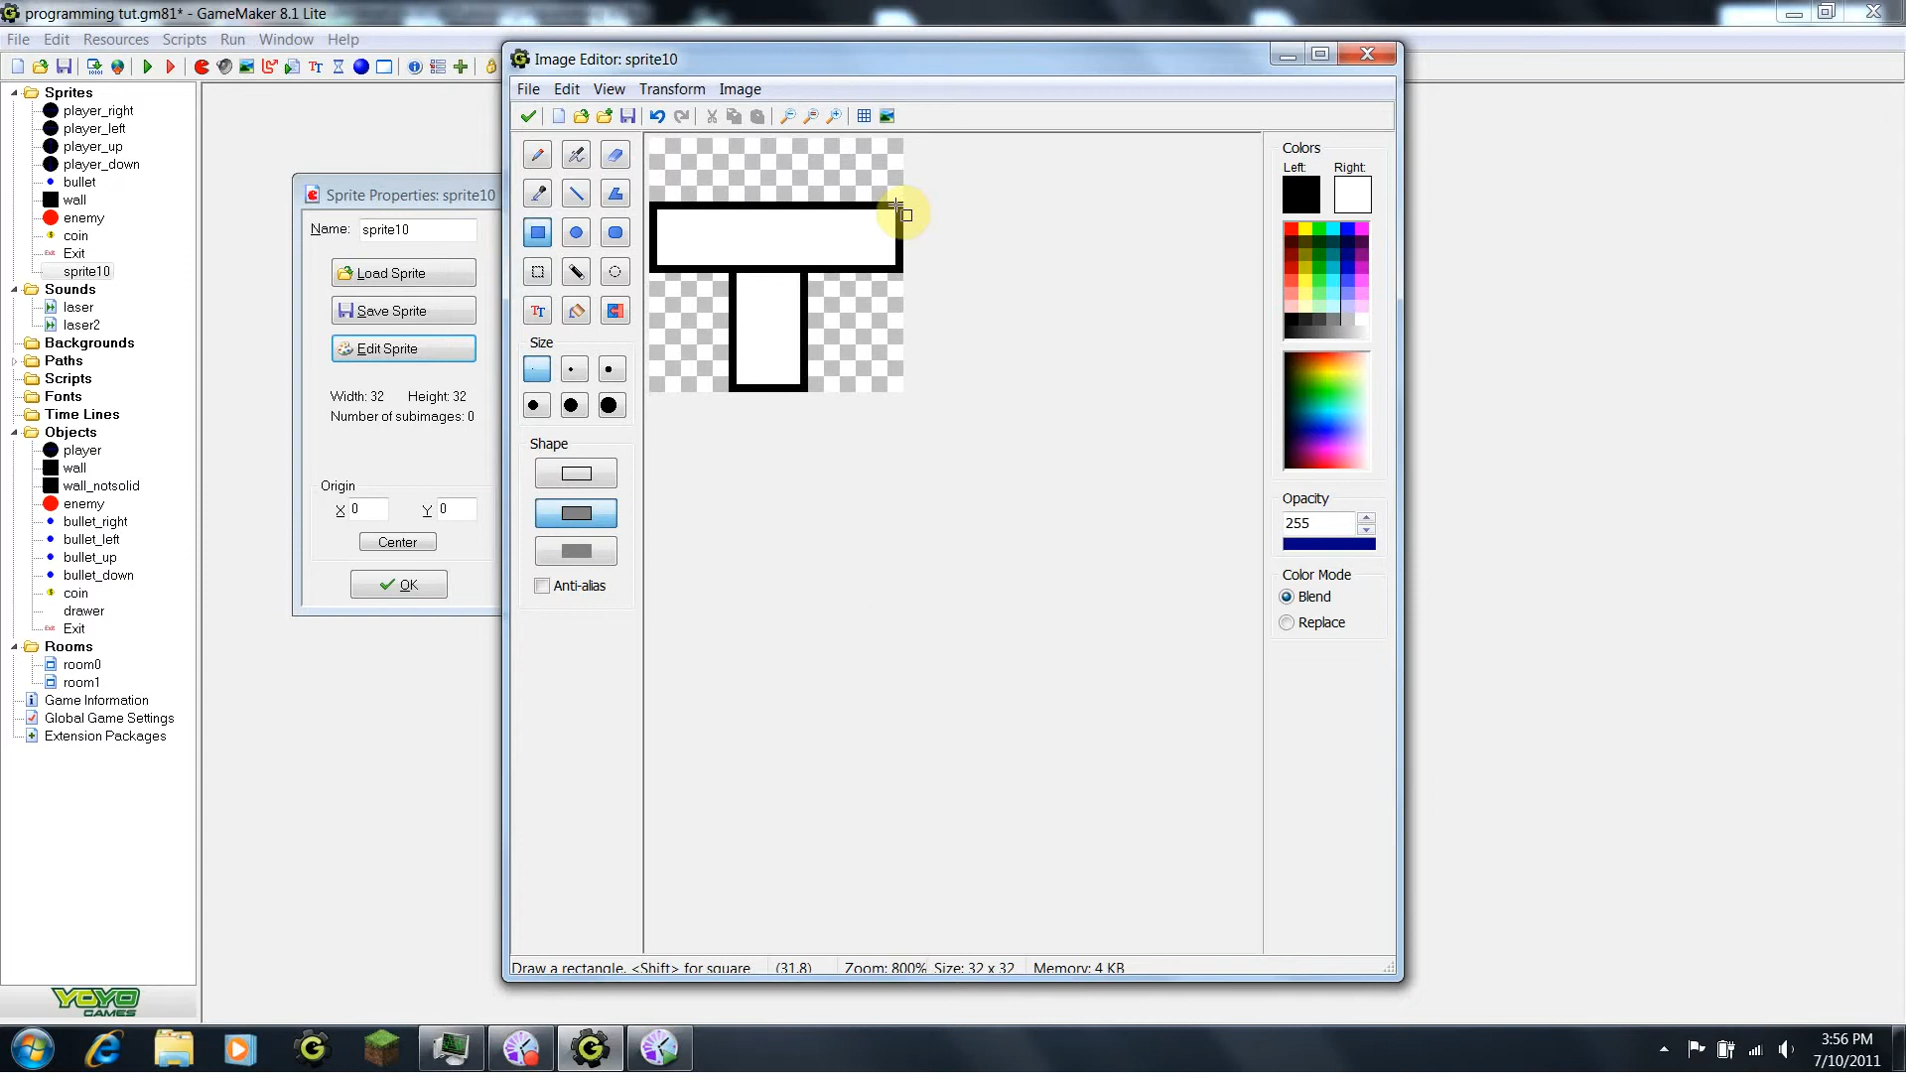 programming tut.gm81* - GameMaker 8.1 Lite
File Edit Resources Scripts Run Window Help
Sprites
player_right
player_left
player_up
player_down
bullet
wall
enemy
coin
Exit
sprite10
Sounds
laser
laser2
Backgrounds
Paths
Scripts
Fonts
Time Lines
Objects
player
wall
wall_notsolid
enemy
bullet_right
bullet_left
bullet_up
bullet_down
coin
drawer
Exit
Rooms
room0
room1
Game Information
Global Game Settings
Extension Packages
YOYO
GAMES
Sprite Properties: sprite10
Name: sprite10
Load Sprite
Save Sprite
Edit Sprite
Width: 32 Height: 32
Number of subimages: 0
Origin
X 0 Y 0
Center
OK
Image Editor: sprite10
File Edit View Transform Image
Size
Shape
Anti-alias
Colors
Left: Right:
Opacity
255
Color Mode
Blend
Replace
Draw a rectangle, <Shift> for square (31,8) Zoom: 800% Size: 32 x 32 Memory: 4 KB
3:56 PM
7/10/2011